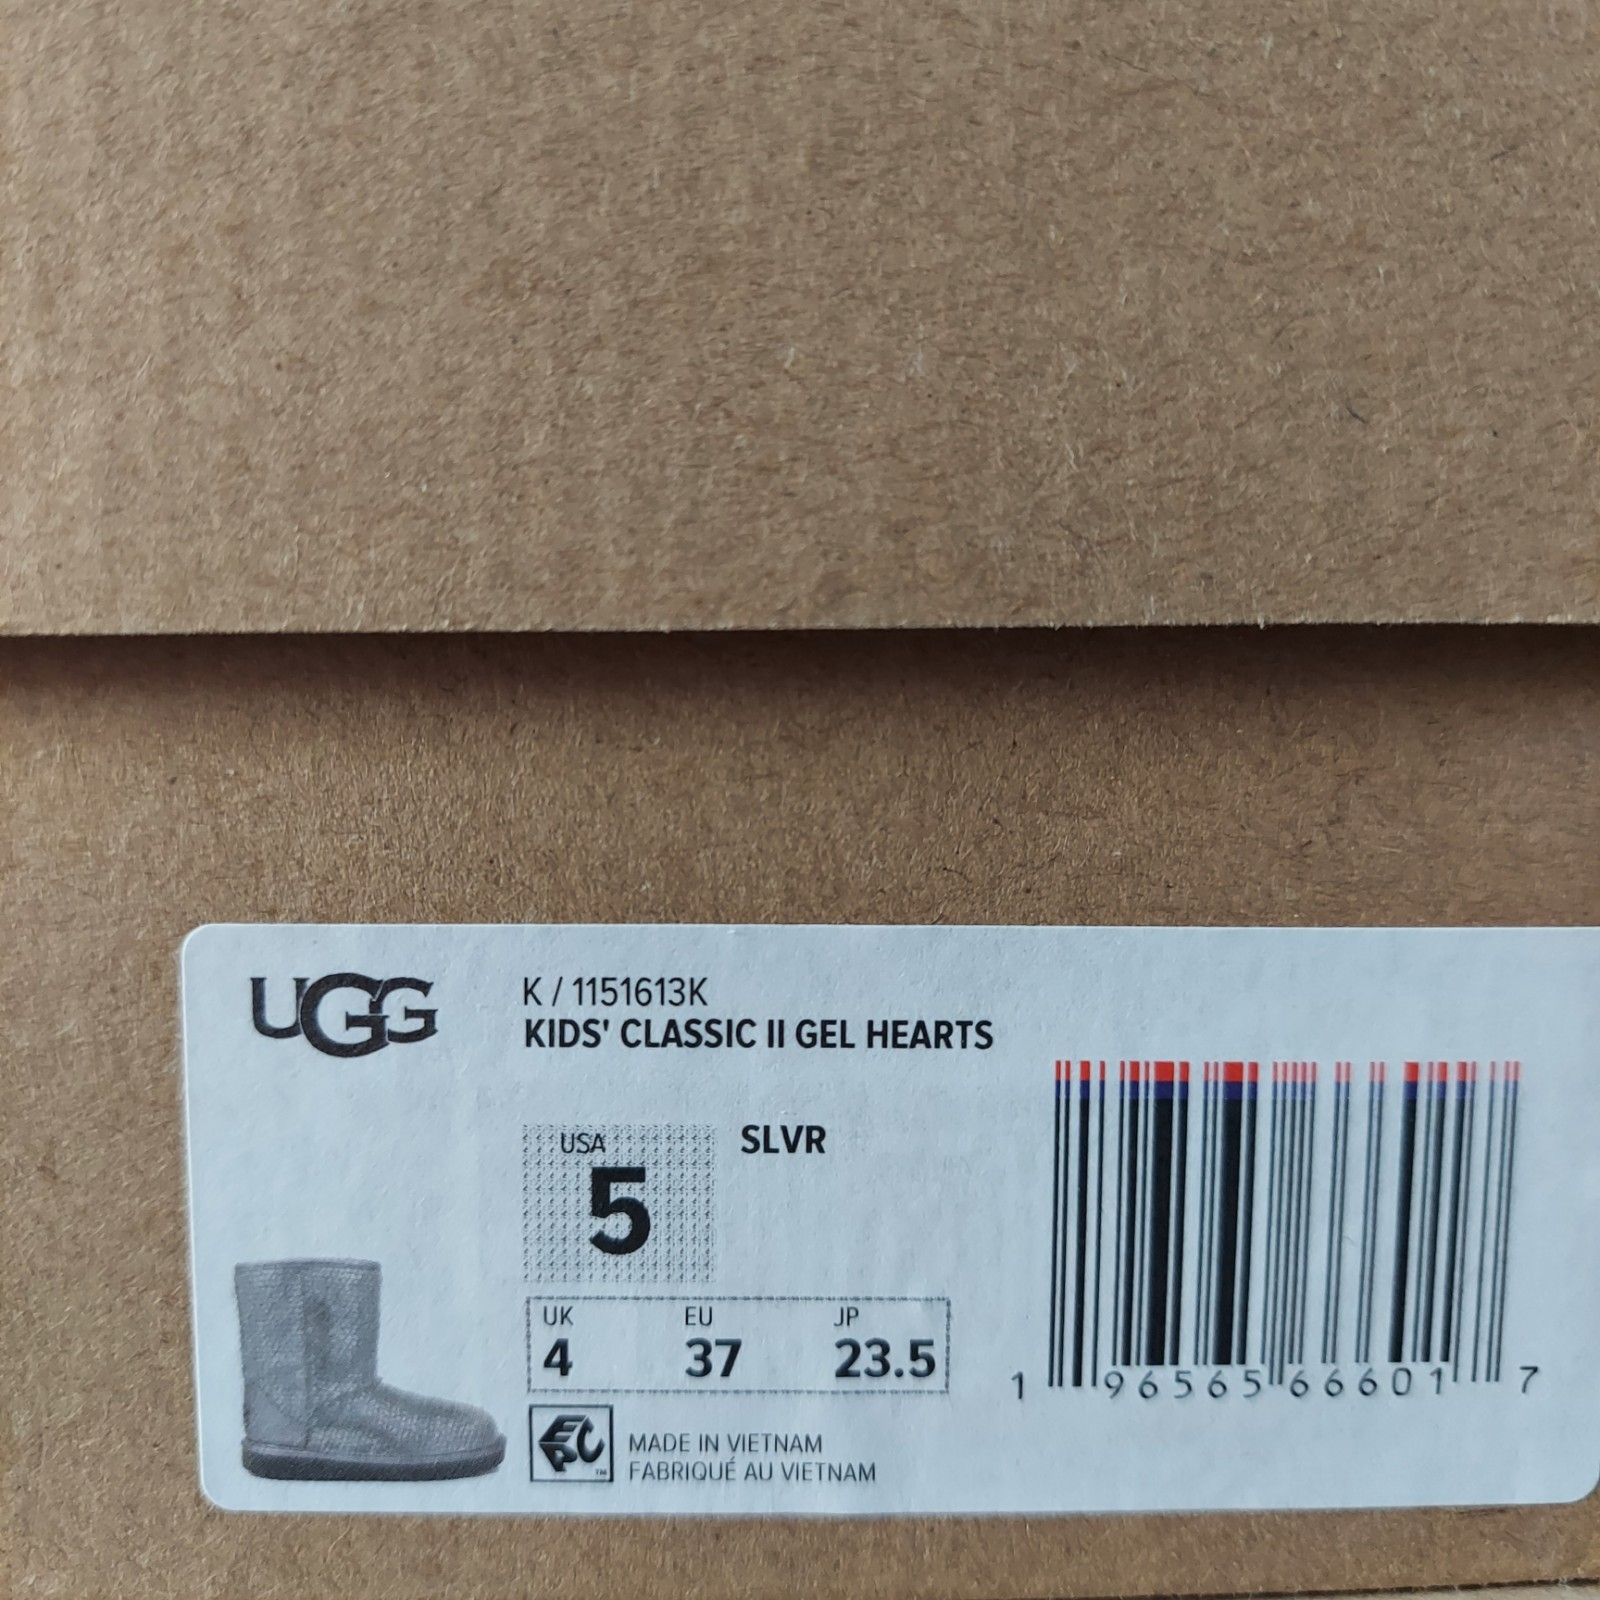 UGG
K / 1151613K
KIDS' CLASSIC II GEL HEARTS
USA
5
SLVR
UK EU JP
4 37 23.5
1 96565 66601 7
EPC™
MADE IN VIETNAM
FABRIQUÉ AU VIETNAM